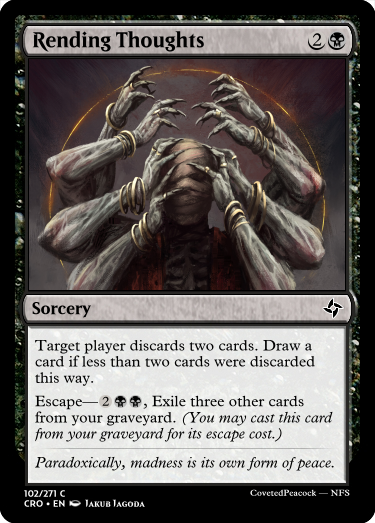 Rending Thoughts 2
Sorcery
Target player discards two cards. Draw a
card if less than two cards were discarded
this way.
Escape—2, Exile three other cards
from your graveyard. (You may cast this card
from your graveyard for its escape cost.)
Paradoxically, madness is its own form of peace.
102/271 C
CRO • EN Jakub Jagoda
CovetedPeacock — NFS